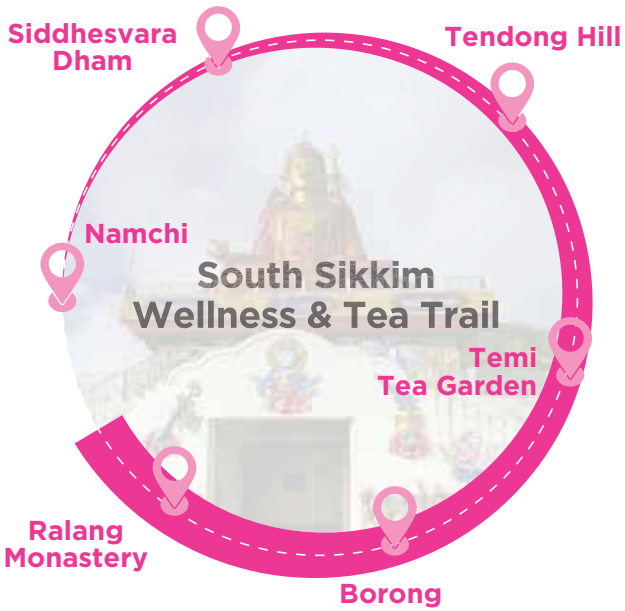 Siddhesvara
Dham
Tendong Hill
Namchi
South Sikkim
Wellness & Tea Trail
Temi
Tea Garden
Ralang
Monastery
Borong